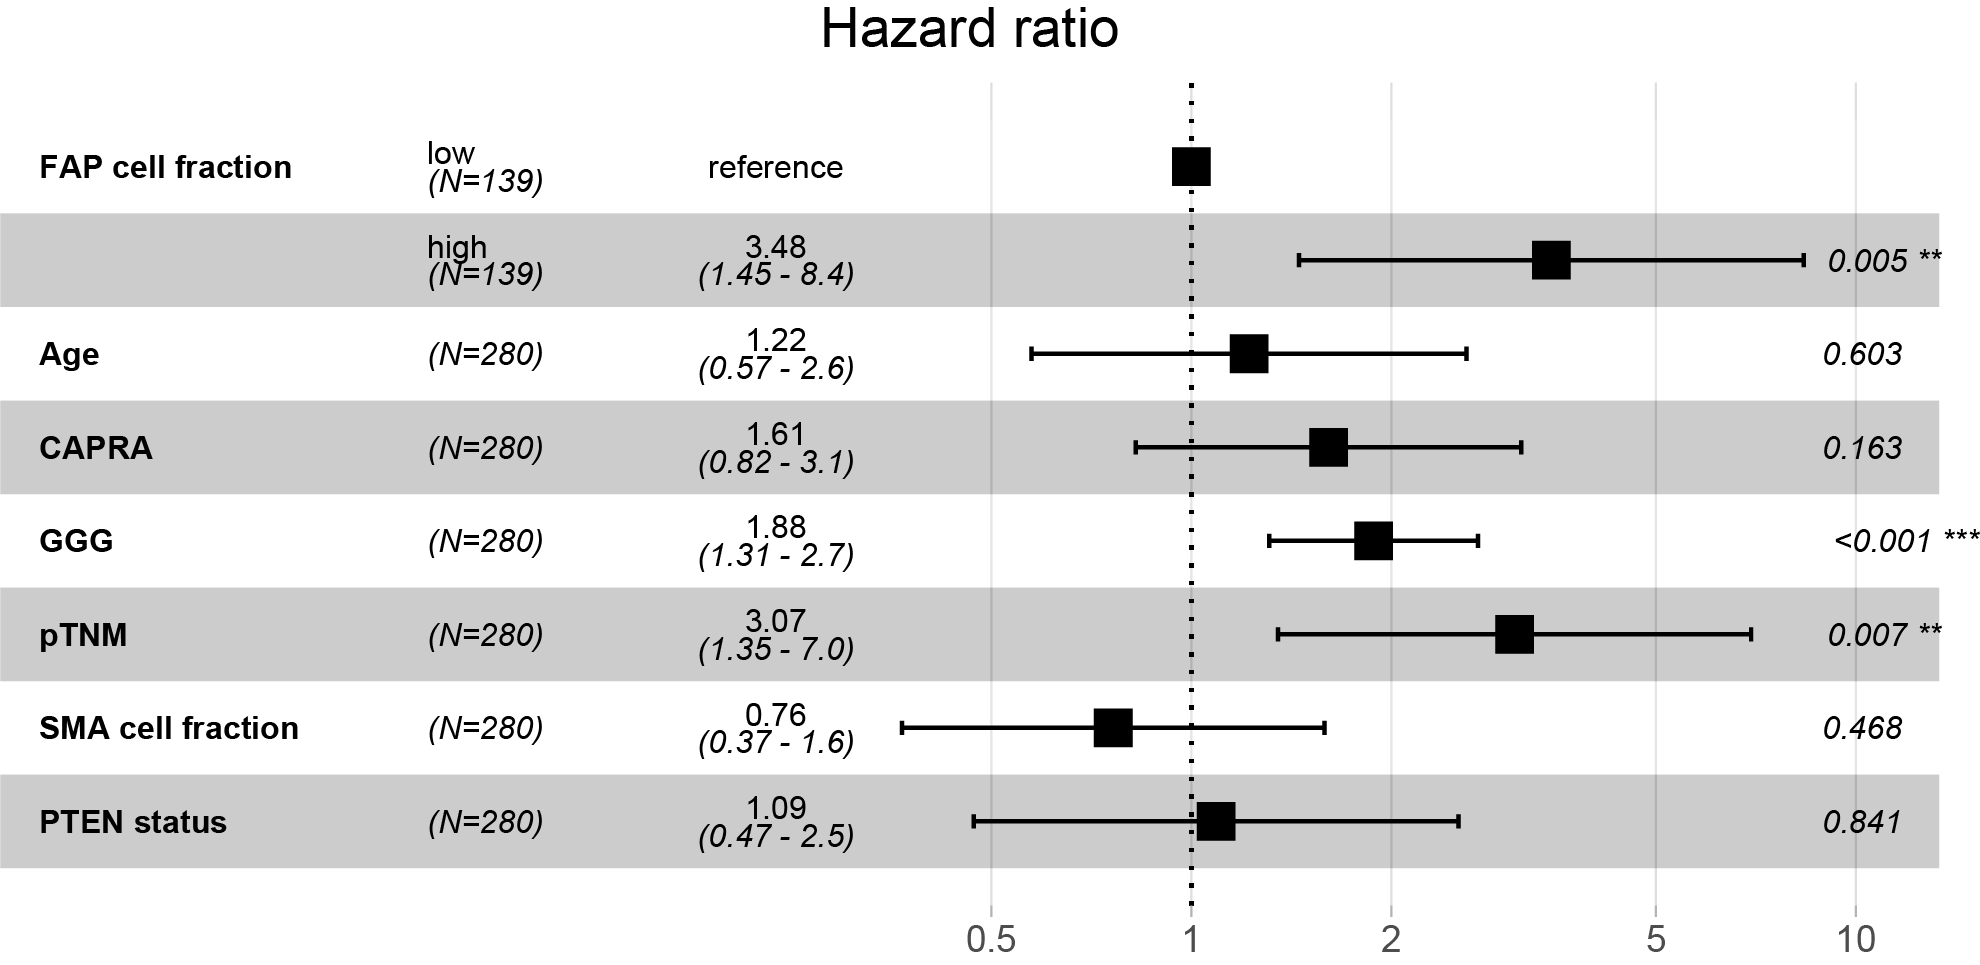 Hazard ratio
FAP cell fraction
low
(N=139)
reference
high
(N=139)
3.48
(1.45 - 8.4)
0.005 **
Age
(N=280)
1.22
(0.57 - 2.6)
0.603
CAPRA
(N=280)
1.61
(0.82 - 3.1)
0.163
GGG
(N=280)
1.88
(1.31 - 2.7)
<0.001 ***
pTNM
(N=280)
3.07
(1.35 - 7.0)
0.007 **
SMA cell fraction
(N=280)
0.76
(0.37 - 1.6)
0.468
PTEN status
(N=280)
1.09
(0.47 - 2.5)
0.841
0.5 1 2 5 10